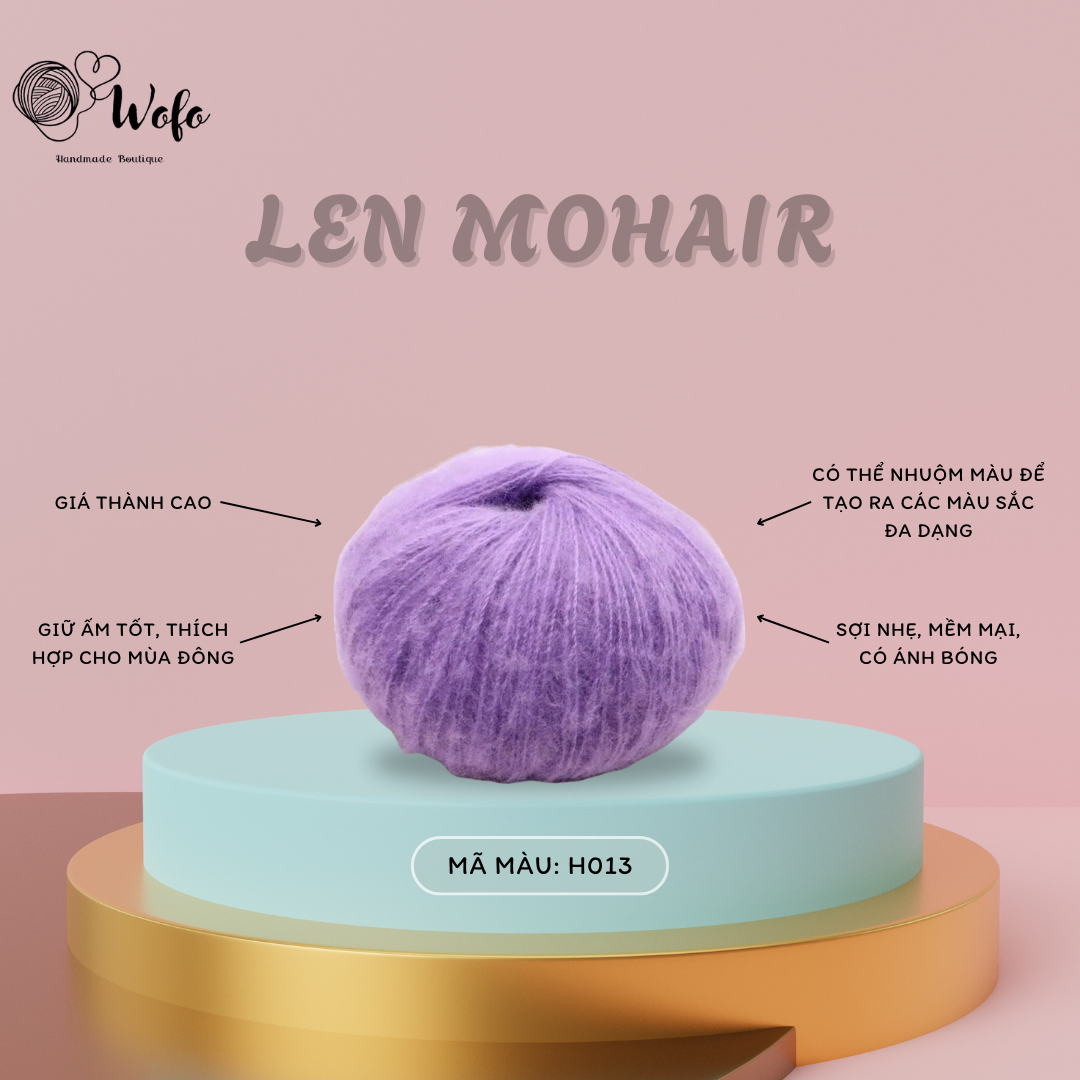 Wofo
Handmade Boutique
LEN MOHAIR
GIÁ THÀNH CAO
CÓ THỂ NHUỘM MÀU ĐỂ
TẠO RA CÁC MÀU SẮC
ĐA DẠNG
GIỮ ẤM TỐT, THÍCH
HỢP CHO MÙA ĐÔNG
SỢI NHẸ, MỀM MẠI,
CÓ ÁNH BÓNG
MÃ MÀU: H013